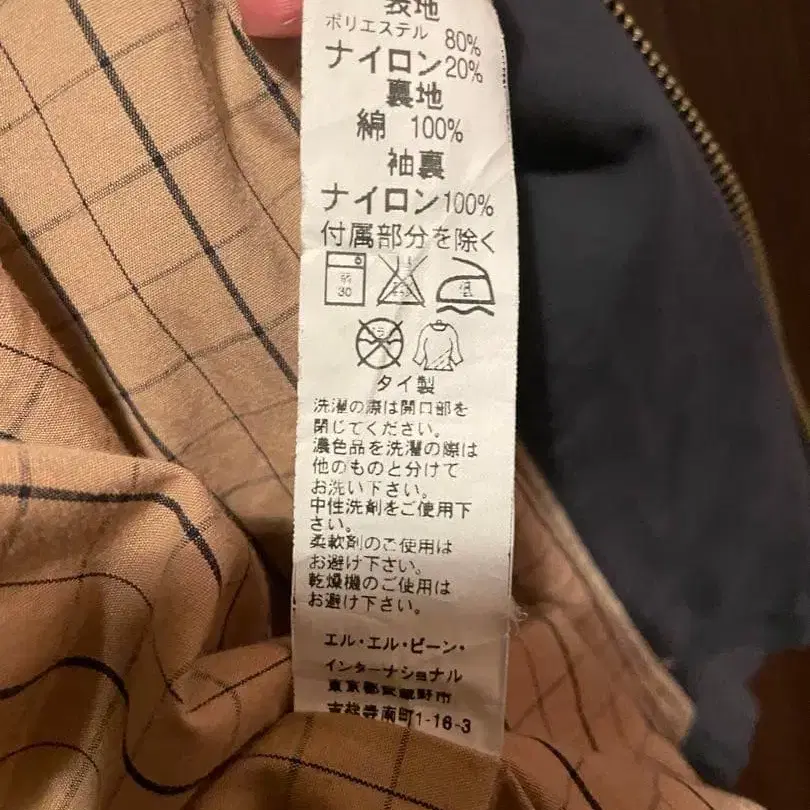 表地
ポリエステル 80%
ナイロン20%
裏地
綿 100%
袖裏
ナイロン100%
付属部分を除く
弱
30
低
タイ製
洗濯の際は開口部を
閉じてください。
濃色品を洗濯の際は
他のものと分けて
お洗い下さい。
中性洗剤をご使用下
さい。
柔軟剤のご使用は
お避け下さい。
乾燥機のご使用は
お避け下さい。
エル・エル・ビーン・
インターナショナル
東京都武蔵野市
吉祥寺南町1-16-3